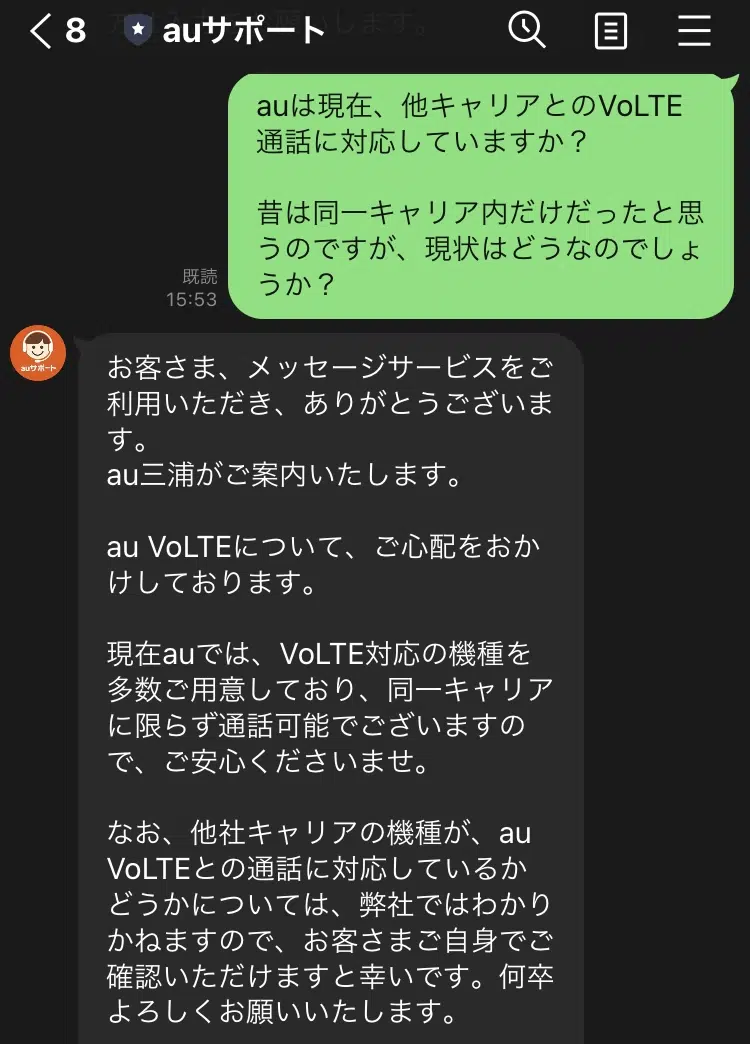 8 auサポート
auは現在、他キャリアとのVoLTE
通話に対応していますか？
昔は同一キャリア内だけだったと思
うのですが、現状はどうなのでしょ
うか？
既読
15:53
auサポート
お客さま、メッセージサービスをご
利用いただき、ありがとうございま
す。
au三浦がご案内いたします。
au VoLTEについて、ご心配をおか
けしております。
現在auでは、VoLTE対応の機種を
多数ご用意しており、同一キャリア
に限らず通話可能でございますの
で、ご安心くださいませ。
なお、他社キャリアの機種が、au
VoLTEとの通話に対応しているか
どうかについては、弊社ではわかり
かねますので、お客さまご自身でご
確認いただけますと幸いです。何卒
よろしくお願いいたします。